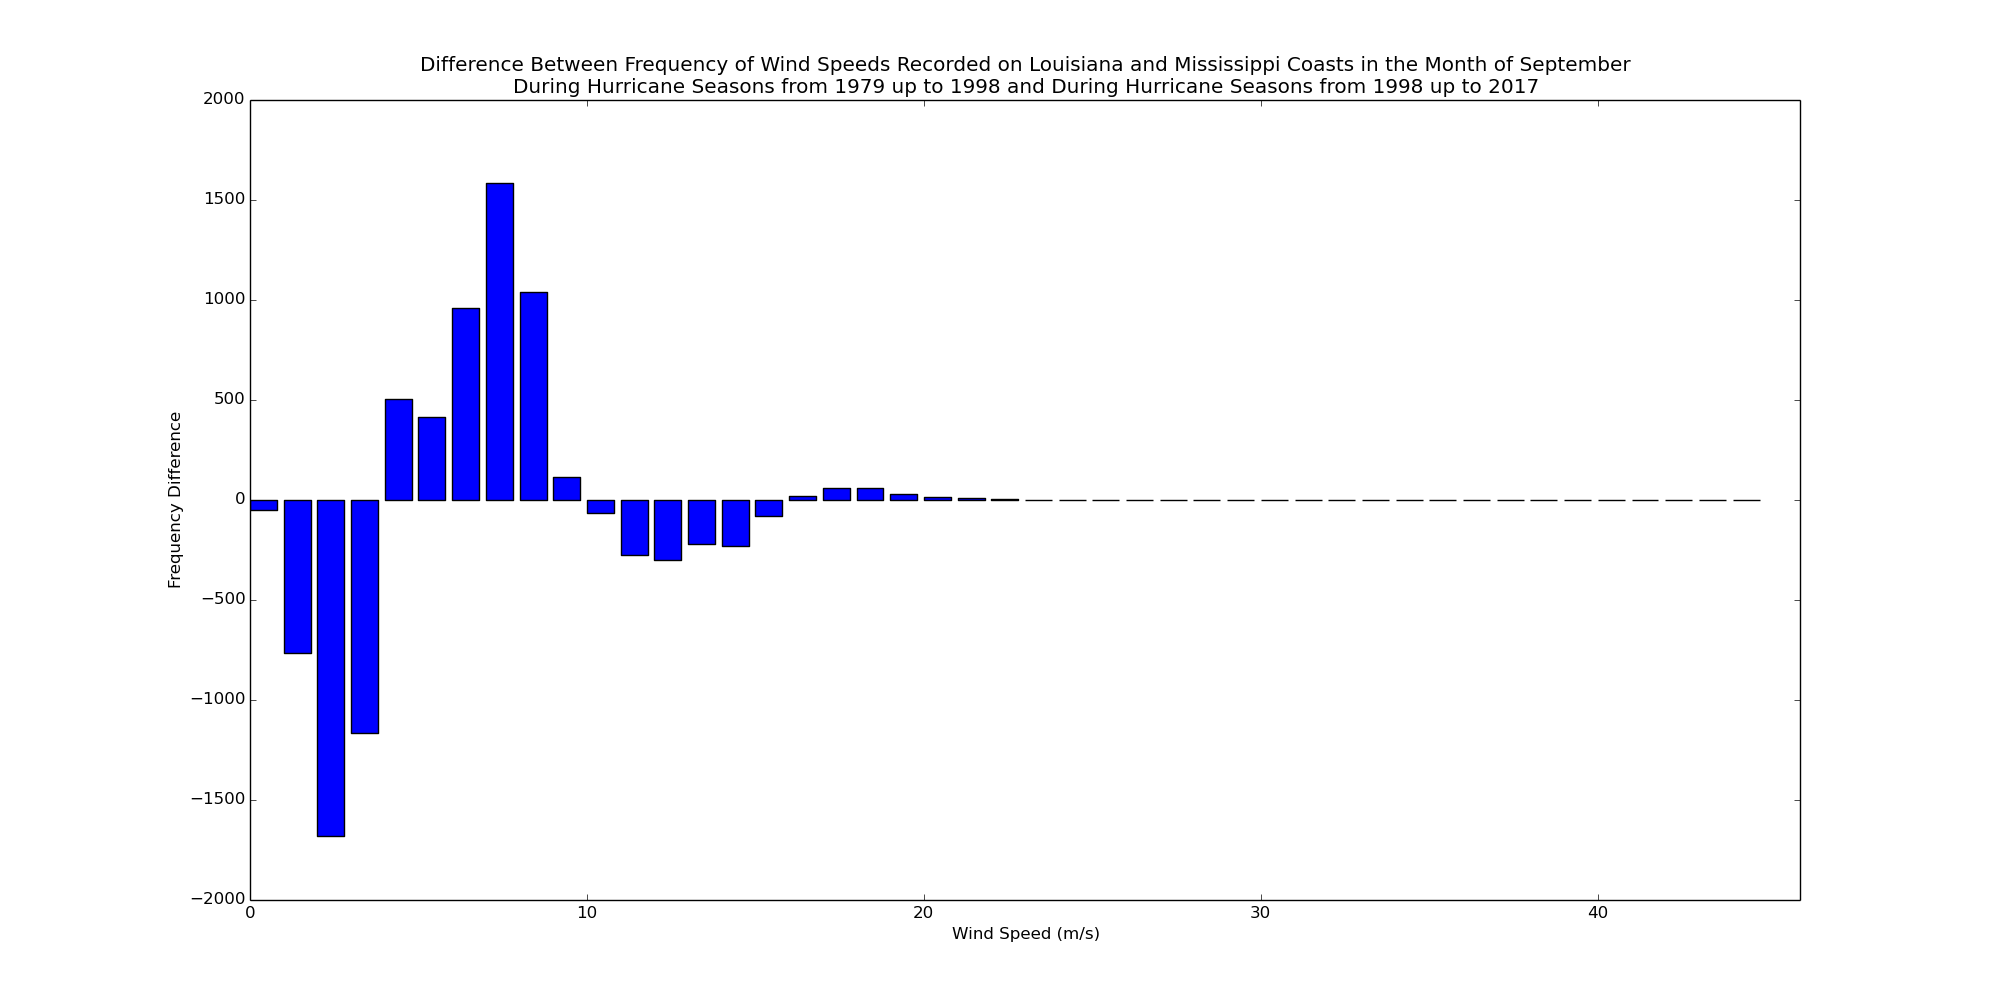 Difference Between Frequency of Wind Speeds Recorded on Louisiana and Mississippi Coasts in the Month of September
During Hurricane Seasons from 1979 up to 1998 and During Hurricane Seasons from 1998 up to 2017
2000
1500
1000
500
0
−500
−1000
−1500
−2000
Frequency Difference
0 10 20 30 40
Wind Speed (m/s)